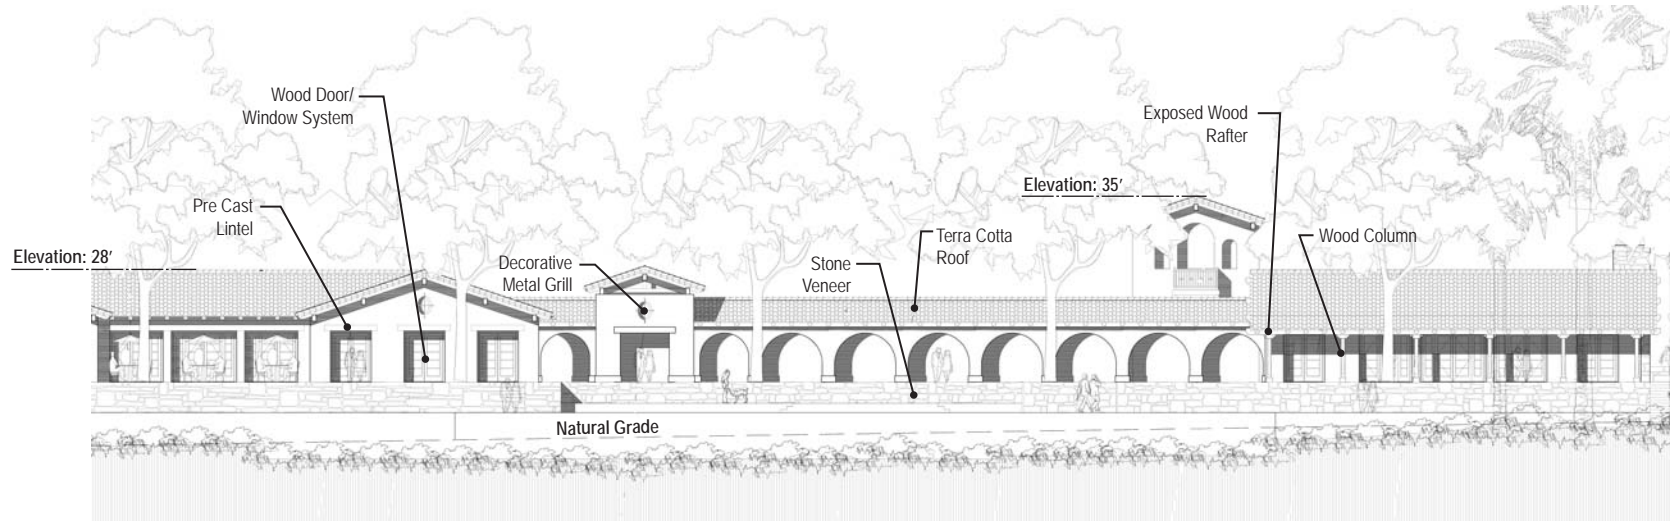 Wood Door/
Window System
Exposed Wood
Rafter
Elevation: 35'
Pre Cast
Lintel
Elevation: 28'
Decorative
Metal Grill
Stone
Veneer
Terra Cotta
Roof
Wood Column
Natural Grade